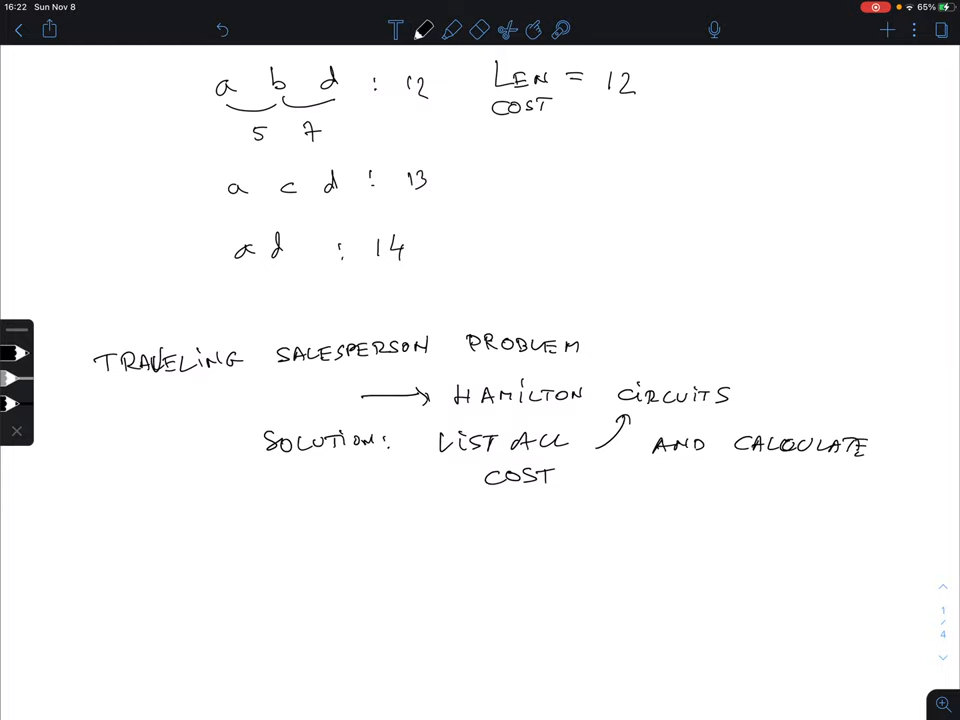 16:22 Sun Nov 8 65%
T
a b d : 12 LEN = 12
COST
5 7
a c d : 13
a d : 14
TRAVELING SALESPERSON PROBLEM
→ HAMILTON CIRCUITS
SOLUTION: LIST ALL AND CALCULATE
COST
1
/
4